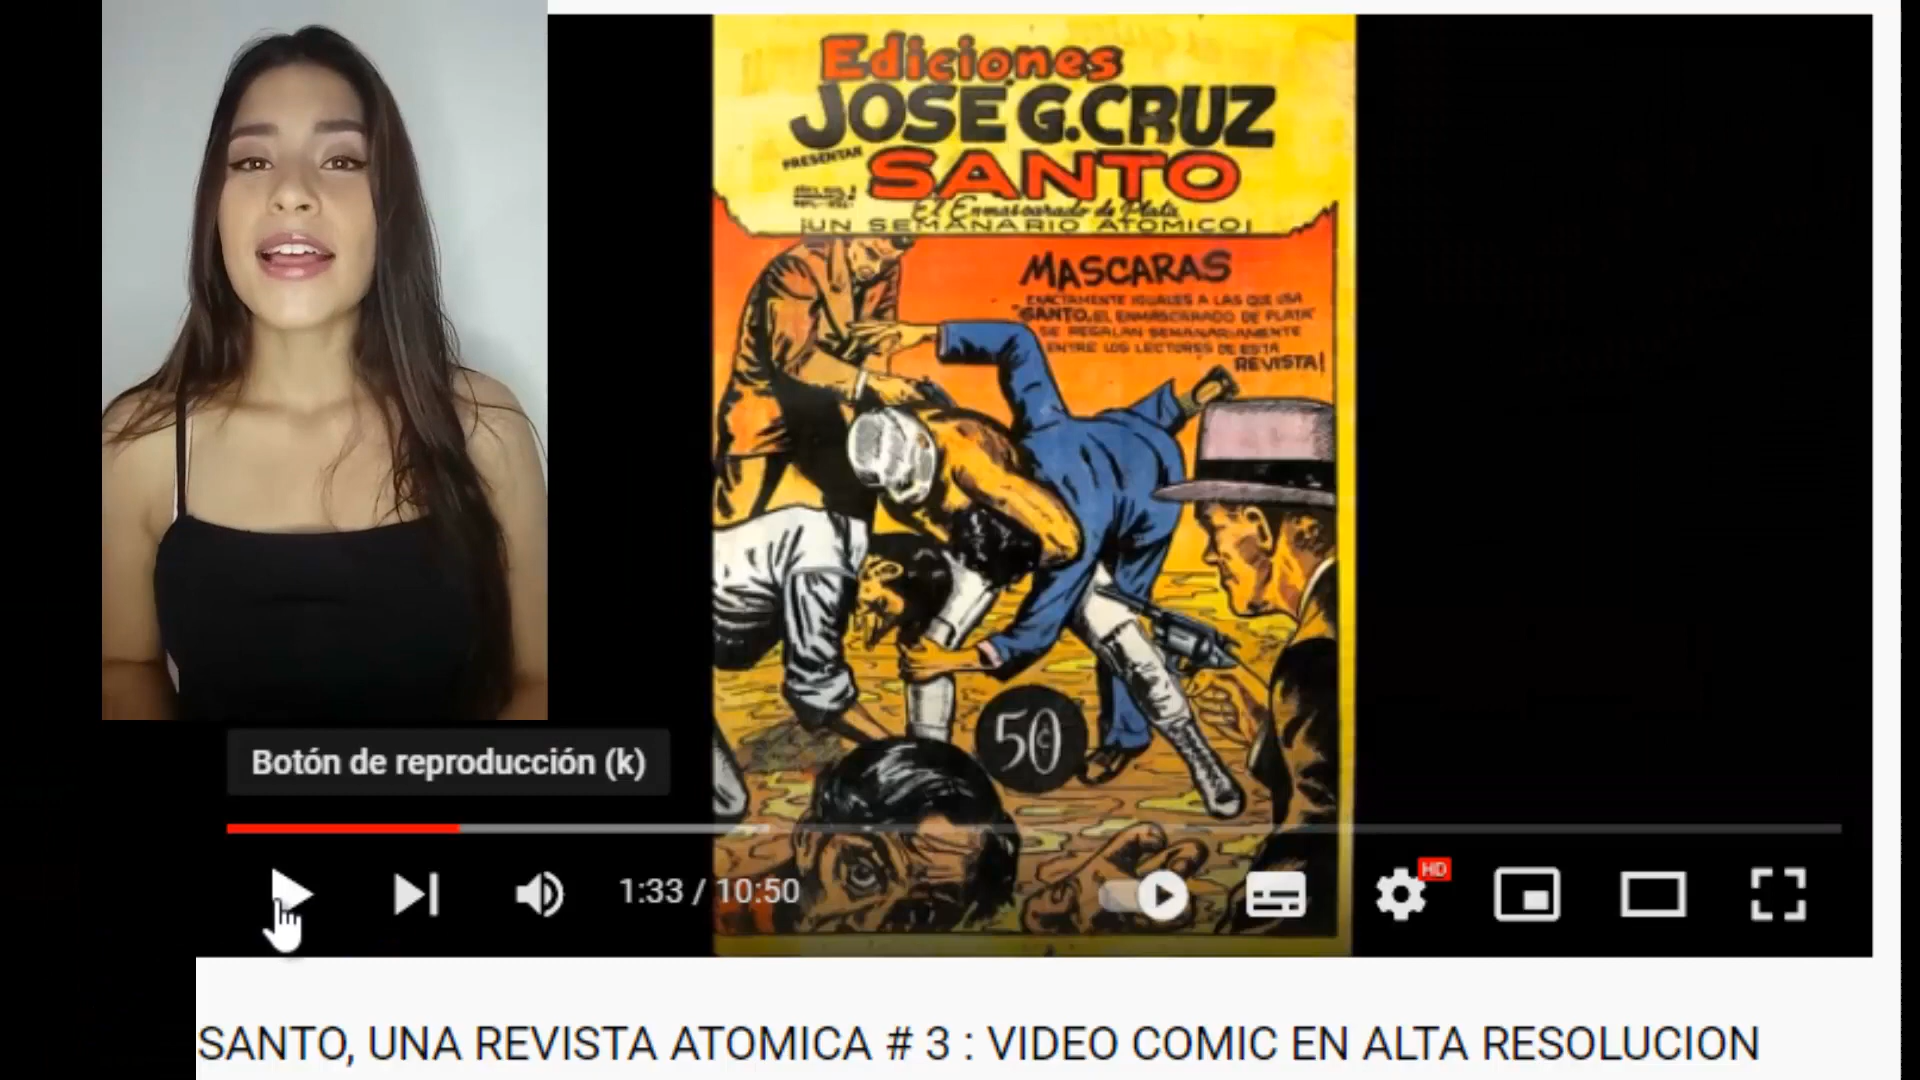 Ediciones
JOSE G. CRUZ
PRESENTAN
SANTO
El Enmascarado de Plata
¡UN SEMANARIO ATOMICO!
MASCARAS
EXACTAMENTE IGUALES A LAS QUE USA
"SANTO, EL ENMASCARADO DE PLATA"
SE REGALAN SEMANARIAMENTE
ENTRE LOS LECTORES DE ESTA
REVISTA!
50¢
Botón de reproducción (k)
1:33 / 10:50
HD
SANTO, UNA REVISTA ATOMICA # 3 : VIDEO COMIC EN ALTA RESOLUCION